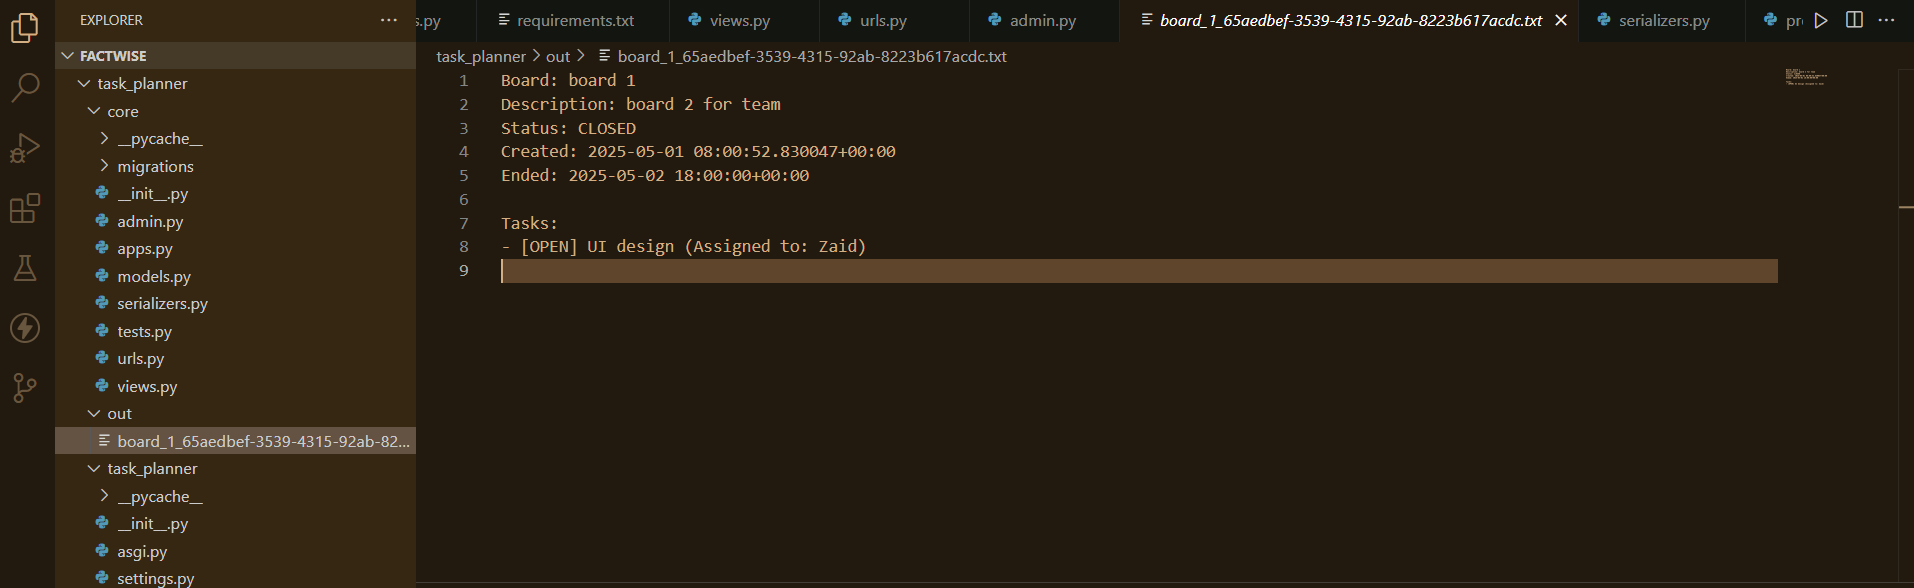 EXPLORER
···
FACTWISE
task_planner
core
__pycache__
migrations
__init__.py
admin.py
apps.py
models.py
serializers.py
tests.py
urls.py
views.py
out
board_1_65aedbef-3539-4315-92ab-82...
task_planner
__pycache__
__init__.py
asgi.py
settings.py
s.py
requirements.txt
views.py
urls.py
admin.py
board_1_65aedbef-3539-4315-92ab-8223b617acdc.txt
serializers.py
pr
task_planner > out > board_1_65aedbef-3539-4315-92ab-8223b617acdc.txt
1 Board: board 1
2 Description: board 2 for team
3 Status: CLOSED
4 Created: 2025-05-01 08:00:52.830047+00:00
5 Ended: 2025-05-02 18:00:00+00:00
6
7 Tasks:
8 - [OPEN] UI design (Assigned to: Zaid)
9